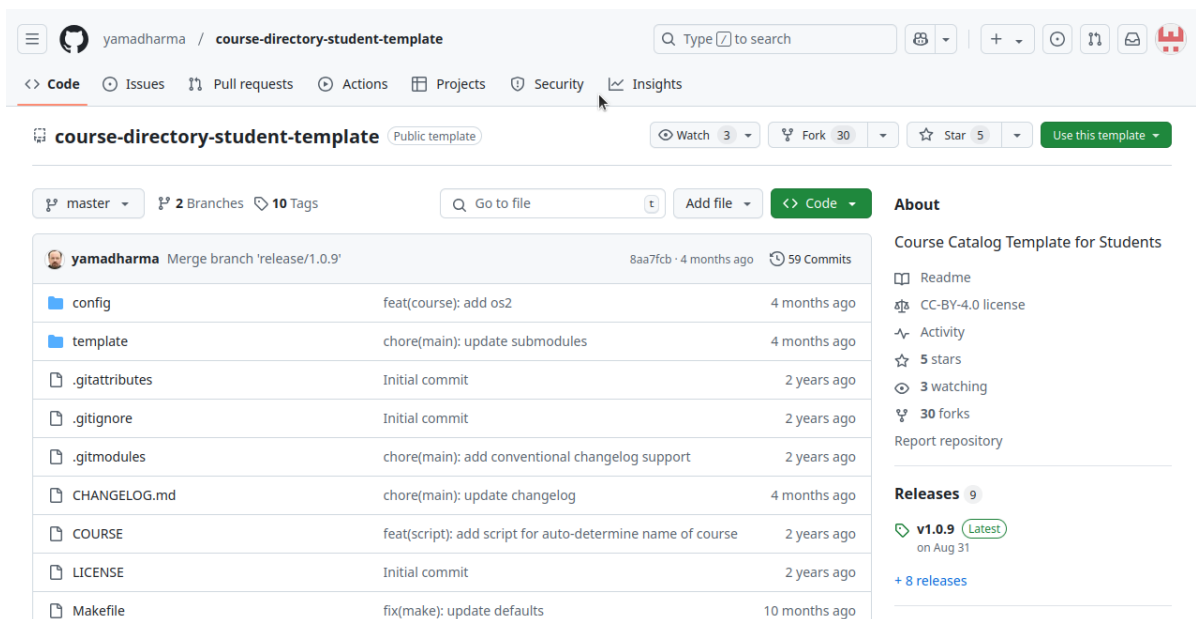 yamadharma / course-directory-student-template
Type / to search
Code Issues Pull requests Actions Projects Security Insights
course-directory-student-template Public template
Watch 3 Fork 30 Star 5 Use this template
master 2 Branches 10 Tags Go to file t Add file Code
yamadharma Merge branch 'release/1.0.9' 8aa7fcb · 4 months ago 59 Commits
config feat(course): add os2 4 months ago
template chore(main): update submodules 4 months ago
.gitattributes Initial commit 2 years ago
.gitignore Initial commit 2 years ago
.gitmodules chore(main): add conventional changelog support 2 years ago
CHANGELOG.md chore(main): update changelog 4 months ago
COURSE feat(script): add script for auto-determine name of course 2 years ago
LICENSE Initial commit 2 years ago
Makefile fix(make): update defaults 10 months ago
About
Course Catalog Template for Students
Readme
CC-BY-4.0 license
Activity
5 stars
3 watching
30 forks
Report repository
Releases 9
v1.0.9 Latest
on Aug 31
+ 8 releases